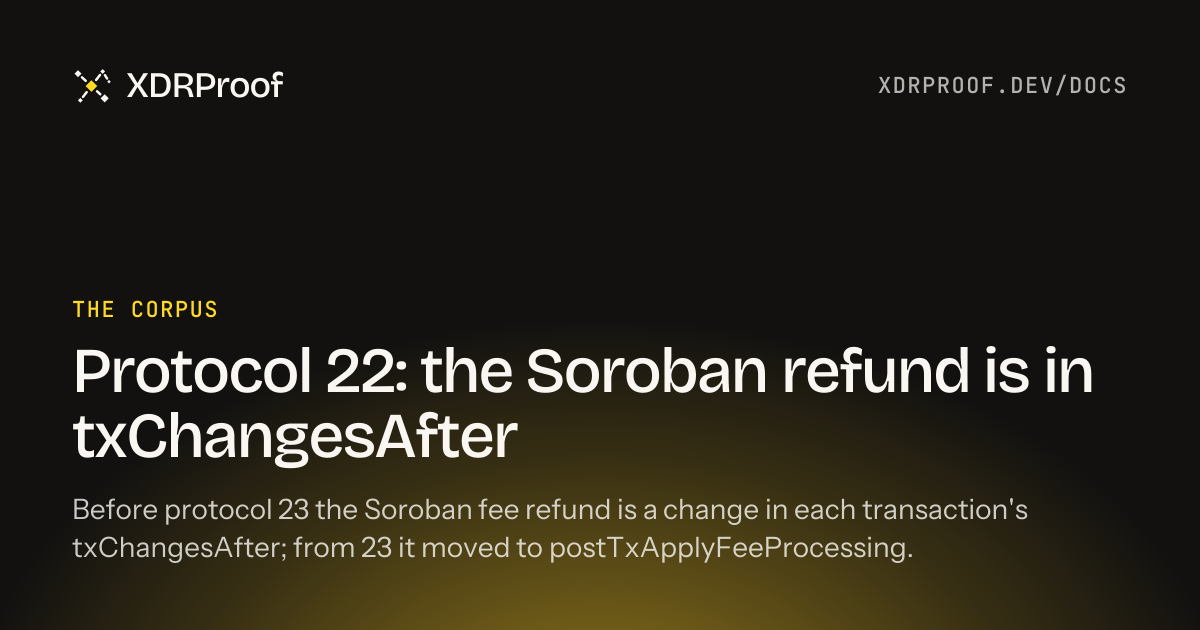 XDRProof
XDRPROOF.DEV/DOCS
THE CORPUS
Protocol 22: the Soroban refund is in
txChangesAfter
Before protocol 23 the Soroban fee refund is a change in each transaction's
txChangesAfter; from 23 it moved to postTxApplyFeeProcessing.